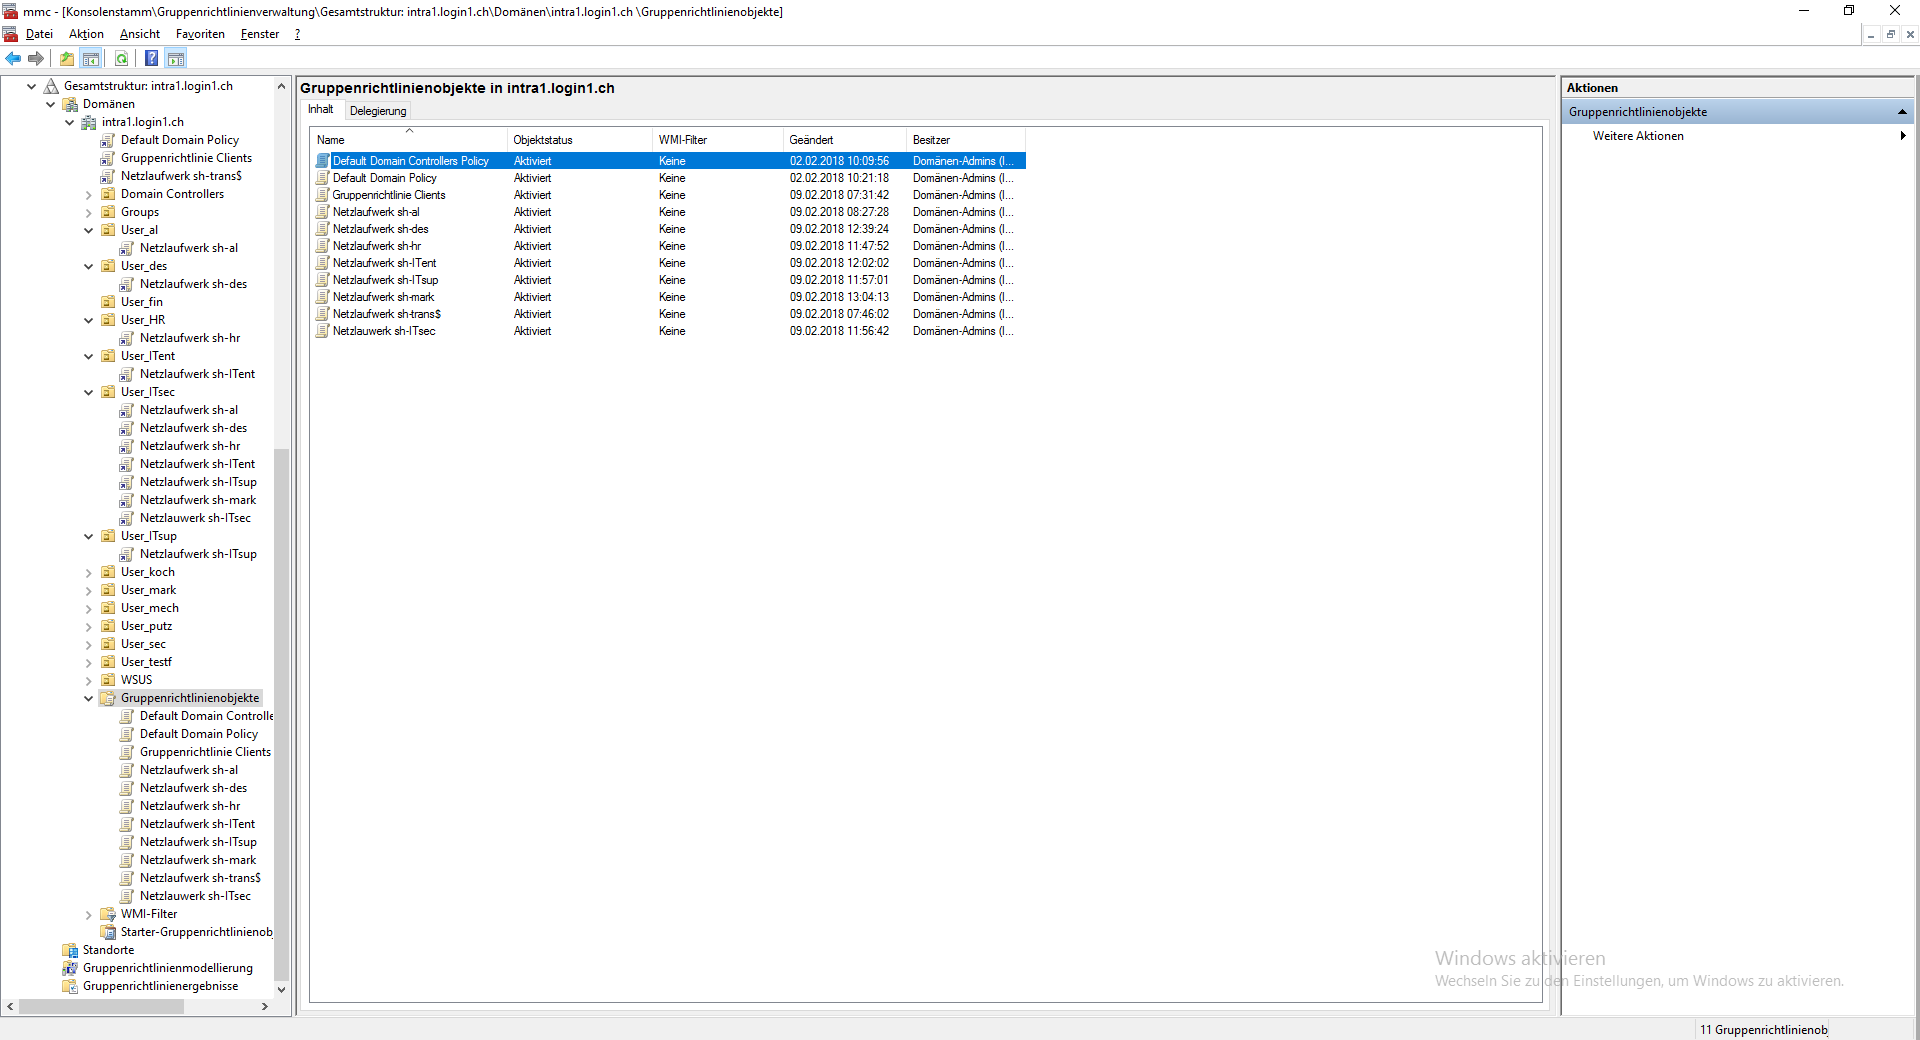 mmc - [Konsolenstamm\Gruppenrichtlinienverwaltung\Gesamtstruktur: intra1.login1.ch\Domänen\intra1.login1.ch \Gruppenrichtlinienobjekte]
Datei Aktion Ansicht Favoriten Fenster ?
Gesamtstruktur: intra1.login1.ch
Domänen
intra1.login1.ch
Default Domain Policy
Gruppenrichtlinie Clients
Netzlaufwerk sh-trans$
Domain Controllers
Groups
User_al
Netzlaufwerk sh-al
User_des
Netzlaufwerk sh-des
User_fin
User_HR
Netzlaufwerk sh-hr
User_ITent
Netzlaufwerk sh-ITent
User_ITsec
Netzlaufwerk sh-al
Netzlaufwerk sh-des
Netzlaufwerk sh-hr
Netzlaufwerk sh-ITent
Netzlaufwerk sh-ITsup
Netzlaufwerk sh-mark
Netzlauwerk sh-ITsec
User_ITsup
Netzlaufwerk sh-ITsup
User_koch
User_mark
User_mech
User_putz
User_sec
User_testf
WSUS
Gruppenrichtlinienobjekte
Default Domain Controlle
Default Domain Policy
Gruppenrichtlinie Clients
Netzlaufwerk sh-al
Netzlaufwerk sh-des
Netzlaufwerk sh-hr
Netzlaufwerk sh-ITent
Netzlaufwerk sh-ITsup
Netzlaufwerk sh-mark
Netzlaufwerk sh-trans$
Netzlauwerk sh-ITsec
WMI-Filter
Starter-Gruppenrichtlinienob
Standorte
Gruppenrichtlinienmodellierung
Gruppenrichtlinienergebnisse
Gruppenrichtlinienobjekte in intra1.login1.ch
Inhalt Delegierung
Name Objektstatus WMI-Filter Geändert Besitzer
Default Domain Controllers Policy Aktiviert Keine 02.02.2018 10:09:56 Domänen-Admins (I...
Default Domain Policy Aktiviert Keine 02.02.2018 10:21:18 Domänen-Admins (I...
Gruppenrichtlinie Clients Aktiviert Keine 09.02.2018 07:31:42 Domänen-Admins (I...
Netzlaufwerk sh-al Aktiviert Keine 09.02.2018 08:27:28 Domänen-Admins (I...
Netzlaufwerk sh-des Aktiviert Keine 09.02.2018 12:39:24 Domänen-Admins (I...
Netzlaufwerk sh-hr Aktiviert Keine 09.02.2018 11:47:52 Domänen-Admins (I...
Netzlaufwerk sh-ITent Aktiviert Keine 09.02.2018 12:02:02 Domänen-Admins (I...
Netzlaufwerk sh-ITsup Aktiviert Keine 09.02.2018 11:57:01 Domänen-Admins (I...
Netzlaufwerk sh-mark Aktiviert Keine 09.02.2018 13:04:13 Domänen-Admins (I...
Netzlaufwerk sh-trans$ Aktiviert Keine 09.02.2018 07:46:02 Domänen-Admins (I...
Netzlauwerk sh-ITsec Aktiviert Keine 09.02.2018 11:56:42 Domänen-Admins (I...
Aktionen
Gruppenrichtlinienobjekte
Weitere Aktionen
Windows aktivieren
Wechseln Sie zu den Einstellungen, um Windows zu aktivieren.
11 Gruppenrichtlinienob